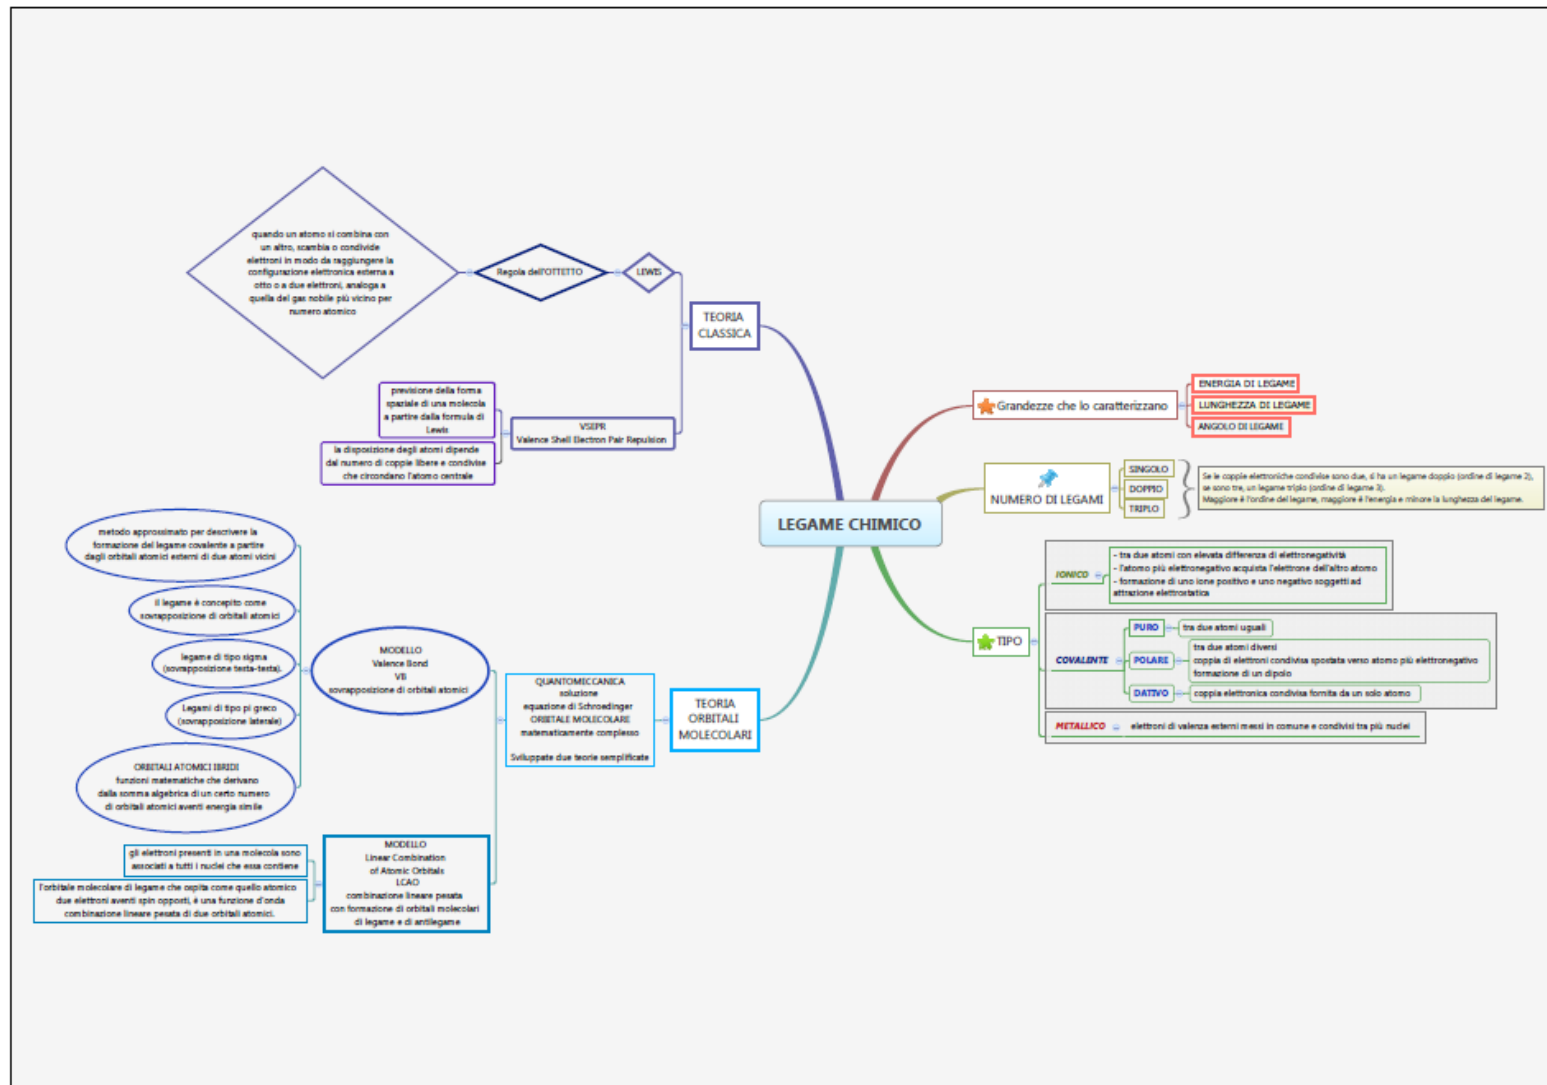 quando un atomo si combina con
un altro, scambia o condivide
elettroni in modo da raggiungere la
configurazione elettronica esterna a
otto o a due elettroni, analoga a
quella del gas nobile più vicino per
numero atomico
Regola dell'OTTETTO
LEWIS
TEORIA
CLASSICA
previsione della forma
spaziale di una molecola
a partire dalla formula di
Lewis
la disposizione degli atomi dipende
dal numero di coppie libere e condivise
che circondano l'atomo centrale
VSEPR
Valence Shell Electron Pair Repulsion
LEGAME CHIMICO
Grandezze che lo caratterizzano
ENERGIA DI LEGAME
LUNGHEZZA DI LEGAME
ANGOLO DI LEGAME
NUMERO DI LEGAMI
SINGOLO
DOPPIO
TRIPLO
Se le coppie elettroniche condivise sono due, si ha un legame doppio (ordine di legame 2),
se sono tre, un legame triplo (ordine di legame 3).
Maggiore è l'ordine del legame, maggiore è l'energia e minore la lunghezza del legame.
TIPO
IONICO
- tra due atomi con elevata differenza di elettronegatività
- l'atomo più elettronegativo acquista l'elettrone dell'altro atomo
- formazione di uno ione positivo e uno negativo soggetti ad
attrazione elettrostatica
COVALENTE
PURO
tra due atomi uguali
POLARE
tra due atomi diversi
coppia di elettroni condivisa spostata verso atomo più elettronegativo
formazione di un dipolo
DATIVO
coppia elettronica condivisa fornita da un solo atomo
METALLICO
elettroni di valenza esterni messi in comune e condivisi tra più nuclei
TEORIA
ORBITALI
MOLECOLARI
QUANTOMECCANICA
soluzione
equazione di Schroedinger
ORBITALE MOLECOLARE
matematicamente complesso
Sviluppate due teorie semplificate
MODELLO
Valence Bond
VB
sovrapposizione di orbitali atomici
metodo approssimato per descrivere la
formazione del legame covalente a partire
dagli orbitali atomici esterni di due atomi vicini
il legame è concepito come
sovrapposizione di orbitali atomici
legame di tipo sigma
(sovrapposizione testa-testa).
Legami di tipo pi greco
(sovrapposizione laterale)
ORBITALI ATOMICI IBRIDI
funzioni matematiche che derivano
dalla somma algebrica di un certo numero
di orbitali atomici aventi energia simile
MODELLO
Linear Combination
of Atomic Orbitals
LCAO
combinazione lineare pesata
con formazione di orbitali molecolari
di legame e di antilegame
gli elettroni presenti in una molecola sono
associati a tutti i nuclei che essa contiene
l'orbitale molecolare di legame che ospita come quello atomico
due elettroni aventi spin opposti, è una funzione d'onda
combinazione lineare pesata di due orbitali atomici.